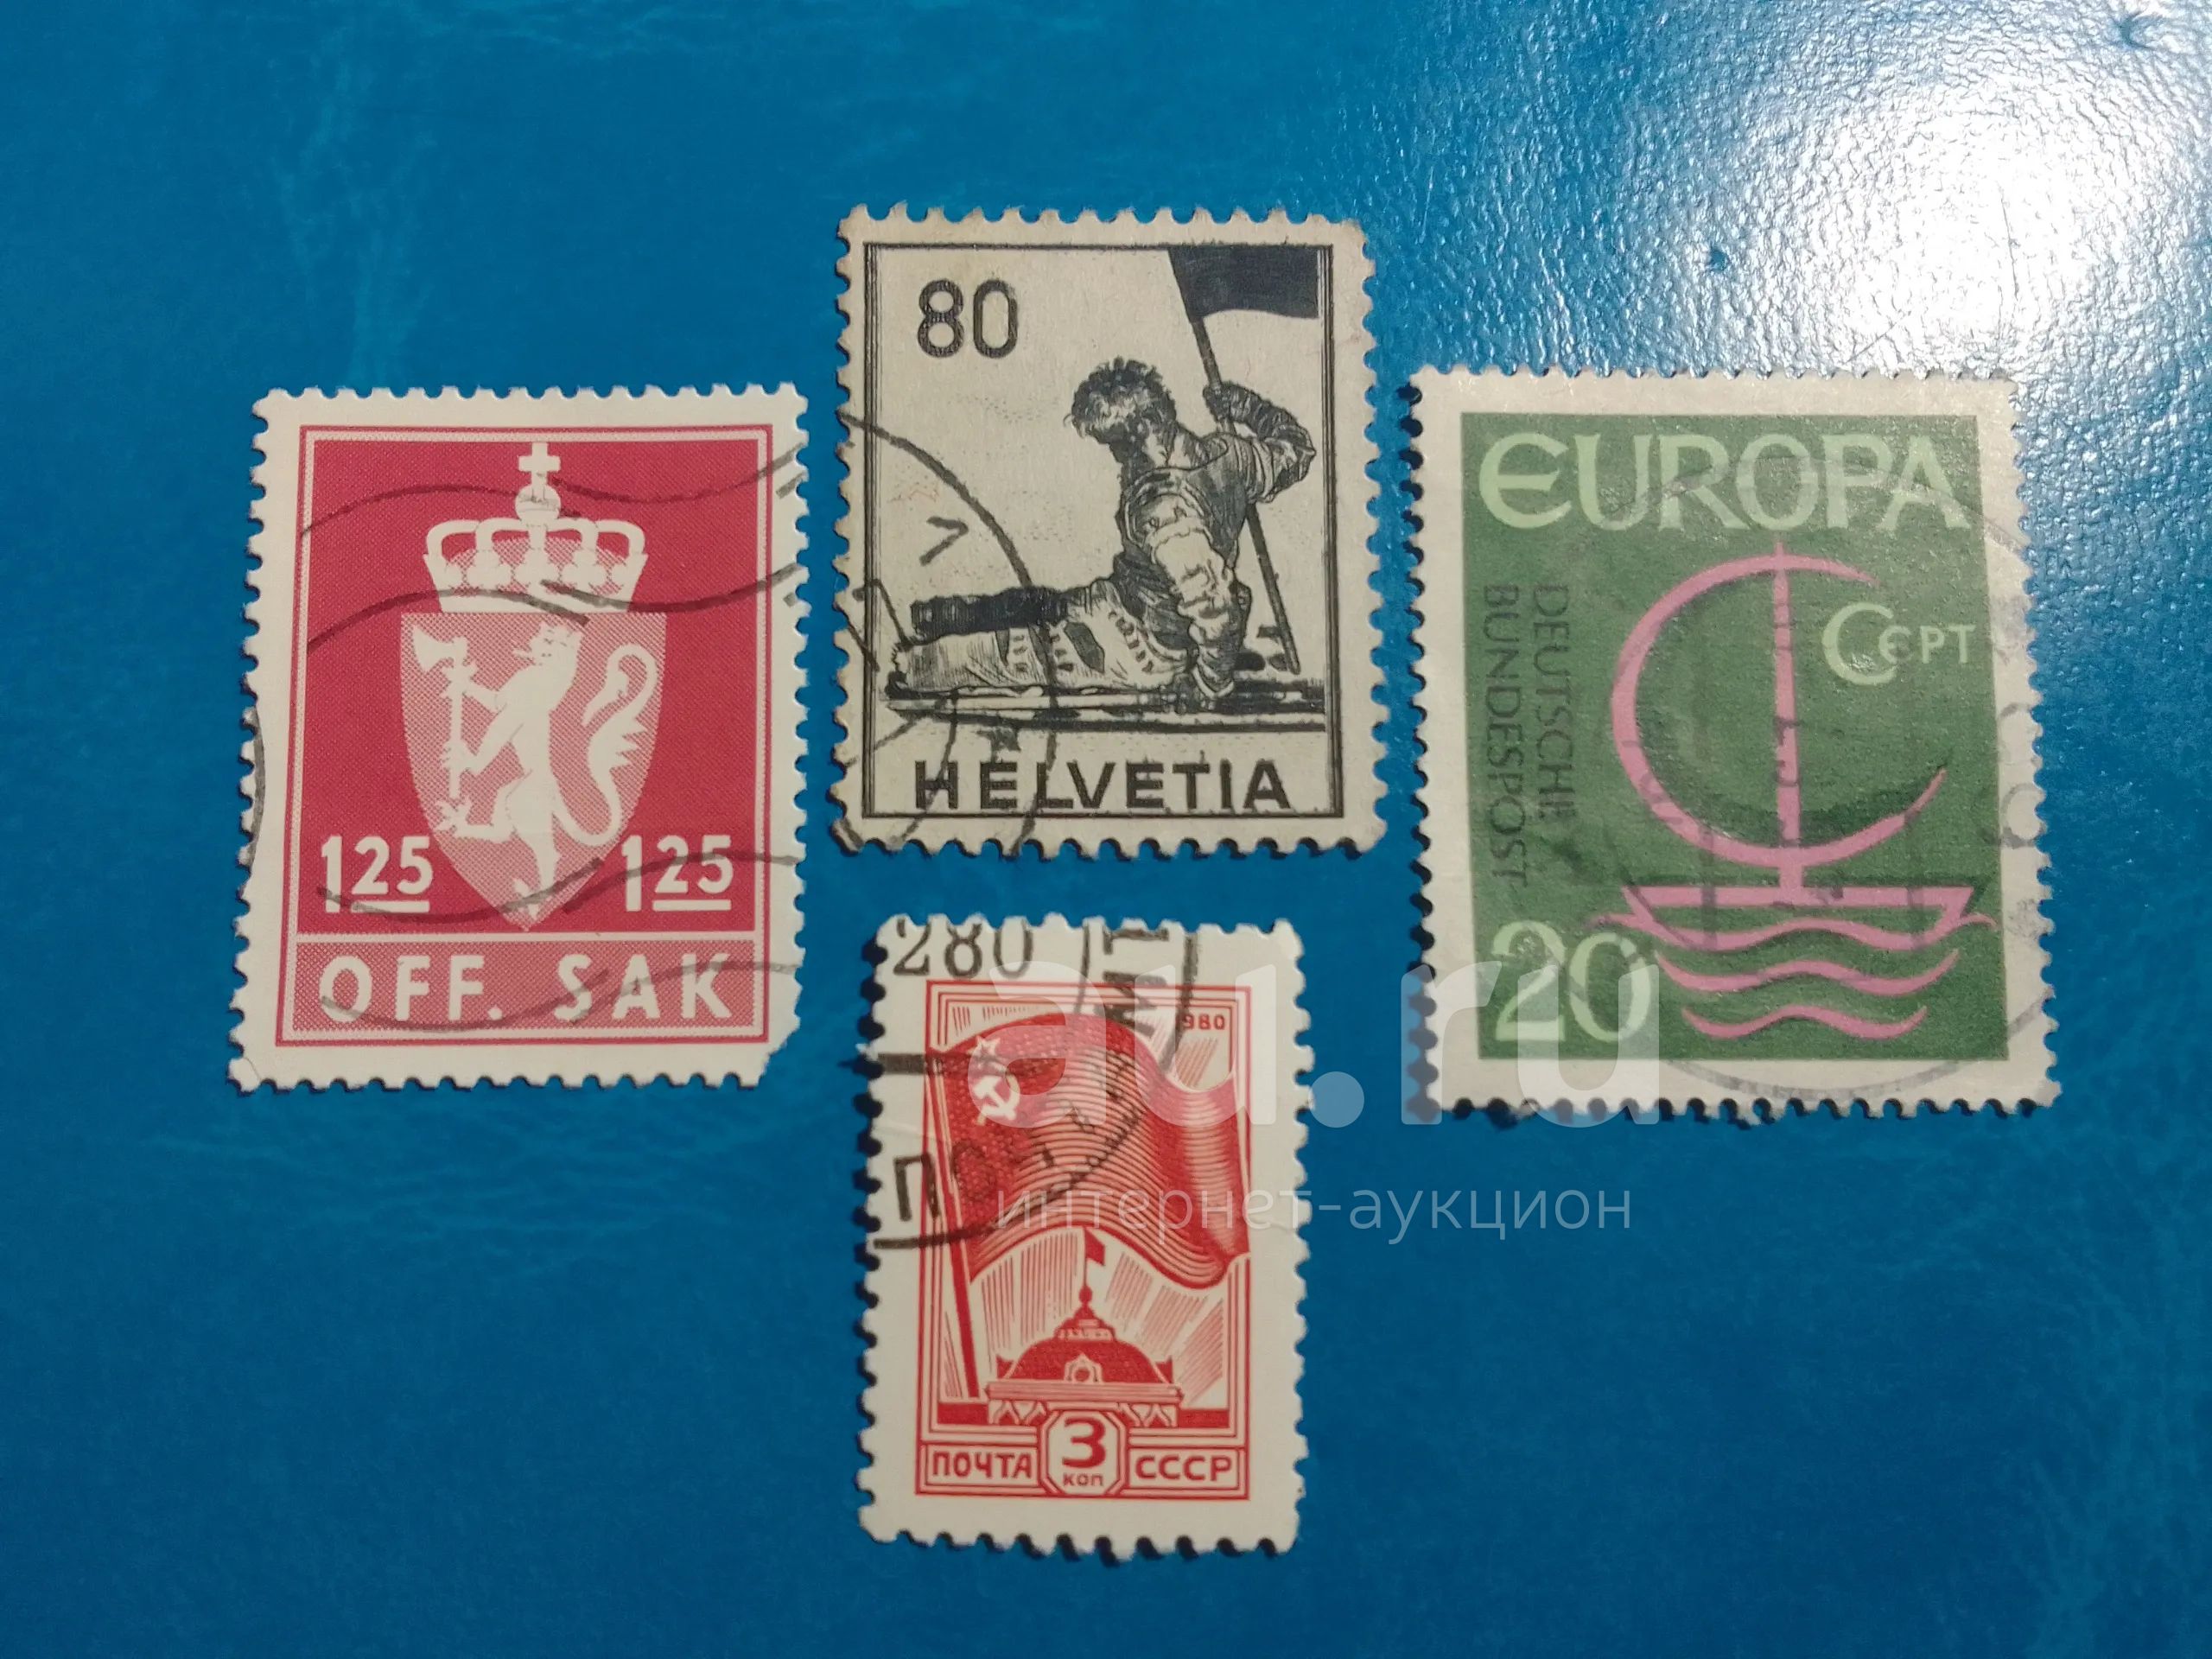 80
HELVETIA
1 25 1 25
OFF. SAK
EUROPA
CEPT
DEUTSCHE
BUNDESPOST
20
280
1980
ПОЧТА 3 СССР
КОП
au.ru
интернет-аукцион